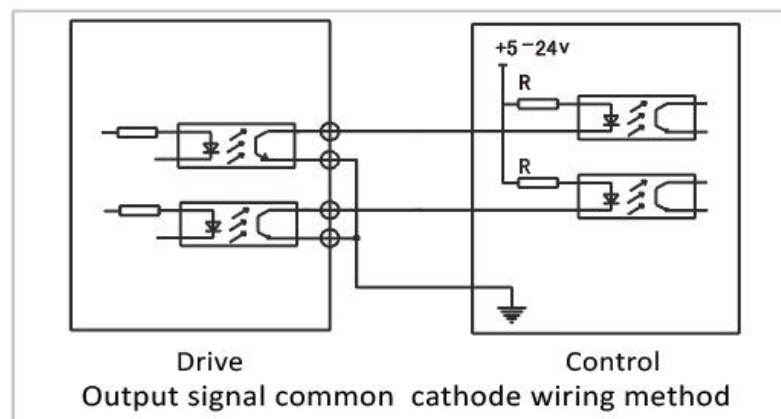 +5-24v
R
R
Drive Control
Output signal common cathode wiring method